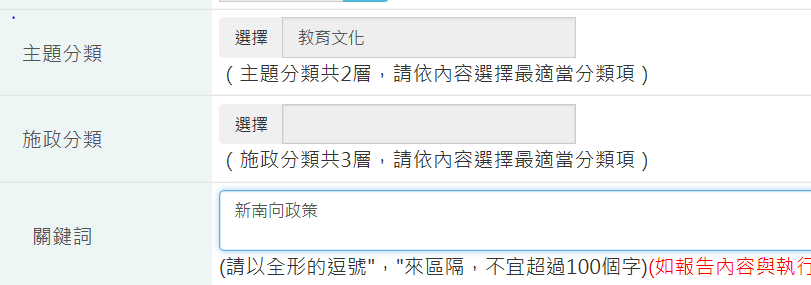 主題分類
選擇 教育文化
( 主題分類共2層，請依內容選擇最適當分類項 )
施政分類
選擇
( 施政分類共3層，請依內容選擇最適當分類項 )
關鍵詞
新南向政策
(請以全形的逗號"，"來區隔，不宜超過100個字)(如報告內容與執行